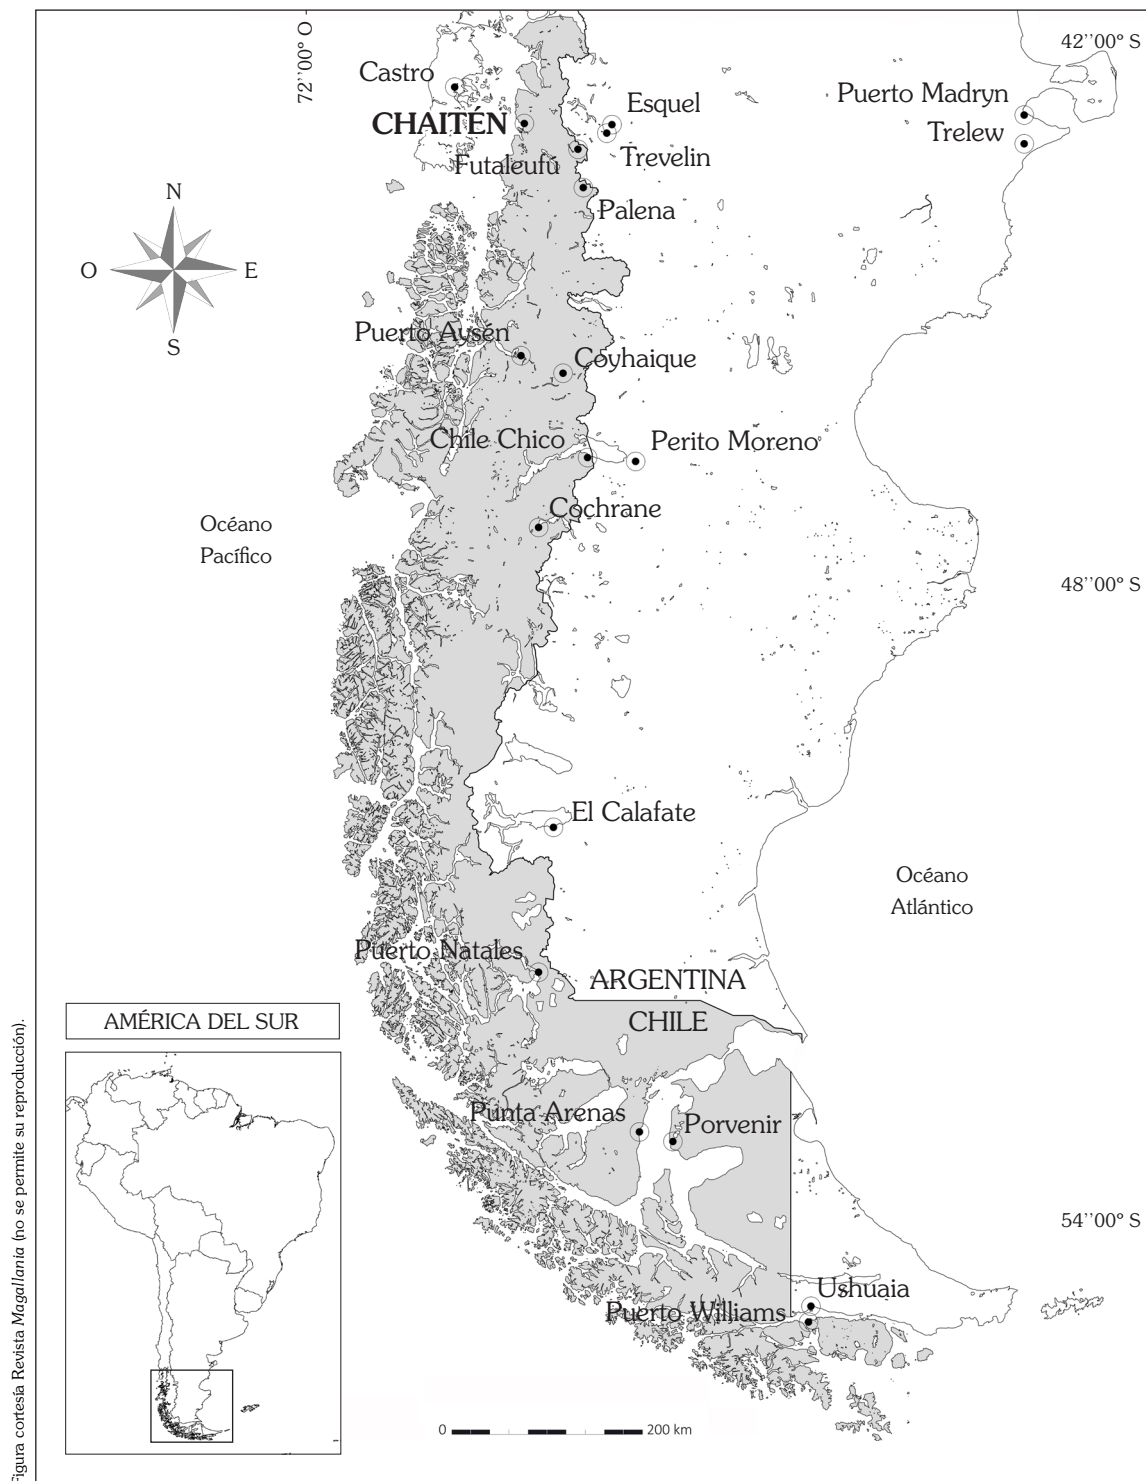 72''00° O
42''00° S
Castro
Puerto Madryn
Esquel
CHAITÉN
Trelew
Trevelin
Futaleufú
Palena
N
O
E
S
Puerto Aysén
Coyhaique
Chile Chico
Perito Moreno
Cochrane
Océano
Pacífico
48''00° S
El Calafate
Océano
Atlántico
Puerto Natales
ARGENTINA
CHILE
AMÉRICA DEL SUR
Punta Arenas
Porvenir
54''00° S
Ushuaia
Puerto Williams
0
200 km
Figura cortesía Revista Magallania (no se permite su reproducción).